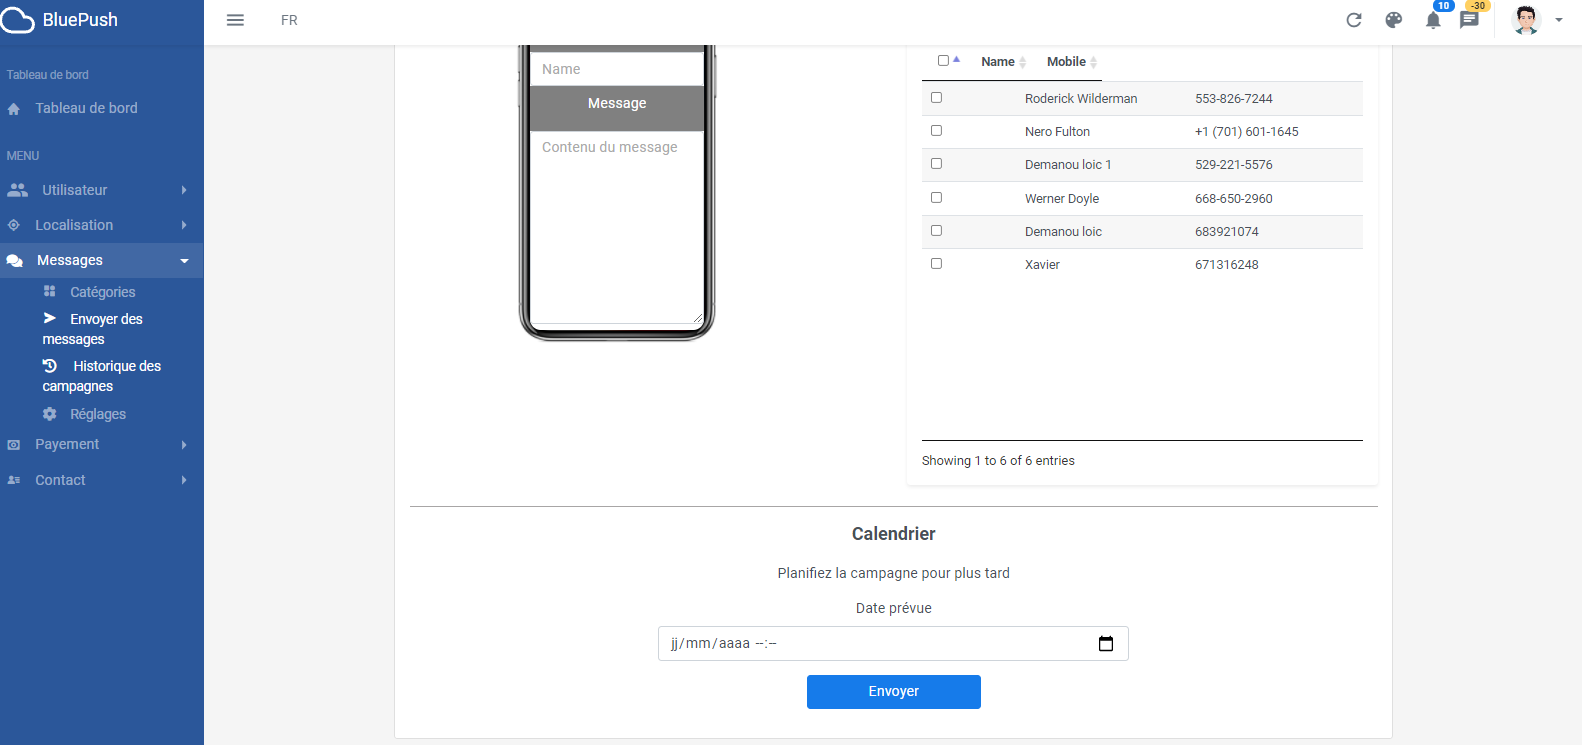 BluePush
FR
10
-30
Tableau de bord
Tableau de bord
MENU
Utilisateur
Localisation
Messages
Catégories
Envoyer des
messages
Historique des
campagnes
Réglages
Payement
Contact
Name
Message
Contenu du message
Name Mobile
Roderick Wilderman 553-826-7244
Nero Fulton +1 (701) 601-1645
Demanou loic 1 529-221-5576
Werner Doyle 668-650-2960
Demanou loic 683921074
Xavier 671316248
Showing 1 to 6 of 6 entries
Calendrier
Planifiez la campagne pour plus tard
Date prévue
jj/mm/aaaa --:--
Envoyer